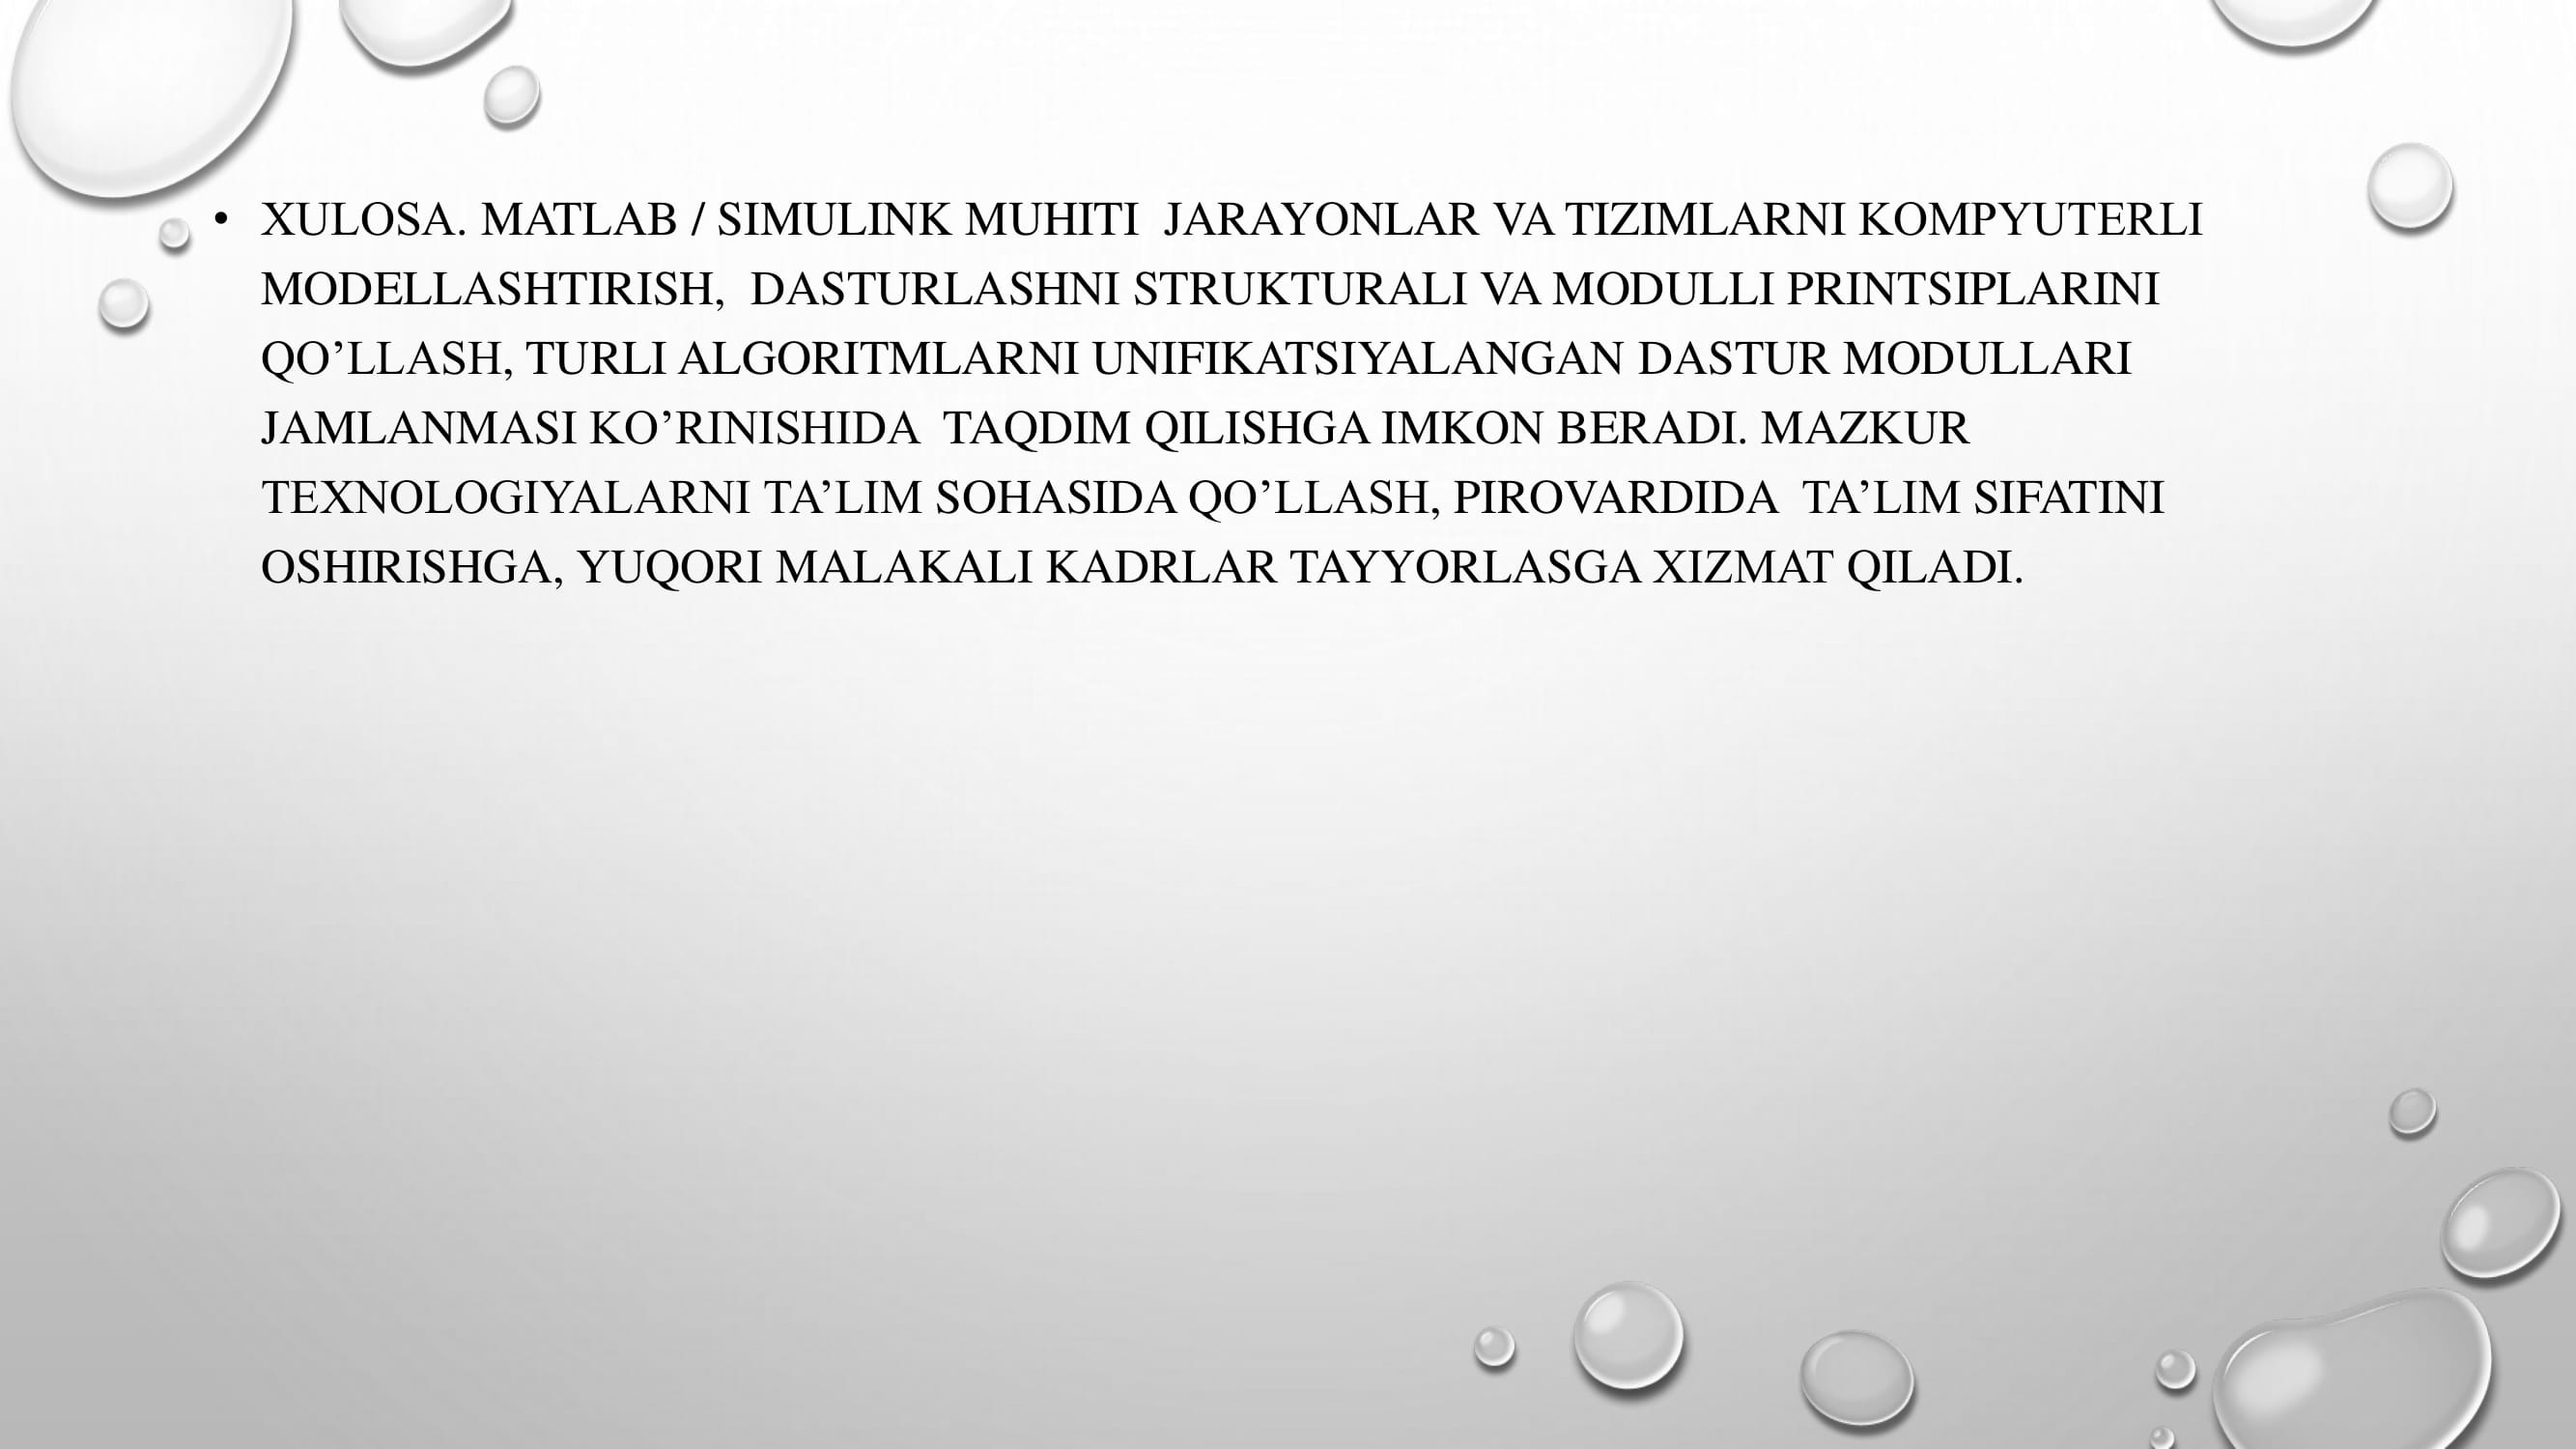 • XULOSA. MATLAB / SIMULINK MUHITI  JARAYONLAR VA TIZIMLARNI KOMPYUTERLI
MODELLASHTIRISH,  DASTURLASHNI STRUKTURALI VA MODULLI PRINTSIPLARINI
QO’LLASH, TURLI ALGORITMLARNI UNIFIKATSIYALANGAN DASTUR MODULLARI
JAMLANMASI KO’RINISHIDA  TAQDIM QILISHGA IMKON BERADI. MAZKUR
TEXNOLOGIYALARNI TA’LIM SOHASIDA QO’LLASH, PIROVARDIDA  TA’LIM SIFATINI
OSHIRISHGA, YUQORI MALAKALI KADRLAR TAYYORLASGA XIZMAT QILADI.